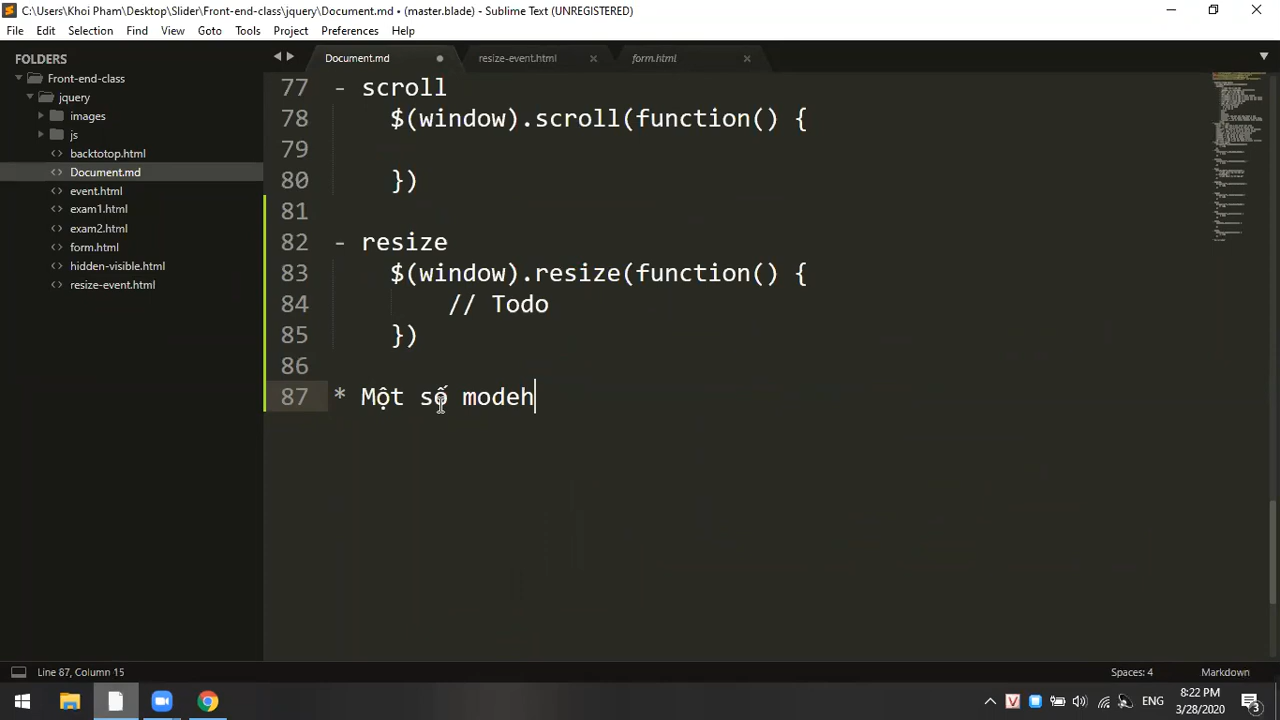 C:\Users\Khoi Pham\Desktop\Slider\Front-end-class\jquery\Document.md • (master.blade) - Sublime Text (UNREGISTERED)
File Edit Selection Find View Goto Tools Project Preferences Help
FOLDERS
Front-end-class
jquery
images
js
backtotop.html
Document.md
event.html
exam1.html
exam2.html
form.html
hidden-visible.html
resize-event.html
Document.md resize-event.html form.html
77 - scroll
78 $(window).scroll(function() {
79
80 })
81
82 - resize
83 $(window).resize(function() {
84 // Todo
85 })
86
87 * Một số modeh
Line 87, Column 15 Spaces: 4 Markdown
ENG 8:22 PM
3/28/2020
3